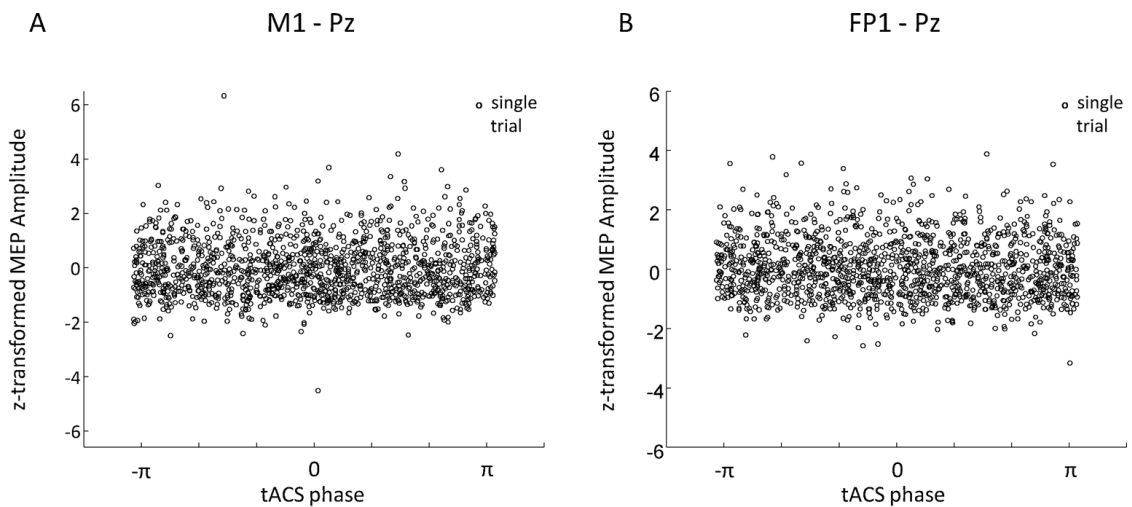 A
M1 - Pz
z-transformed MEP Amplitude
6
4
2
0
-2
-4
-6
single
trial
-π
0
π
tACS phase
B
FP1 - Pz
z-transformed MEP Amplitude
6
4
2
0
-2
-4
-6
single
trial
-π
0
π
tACS phase